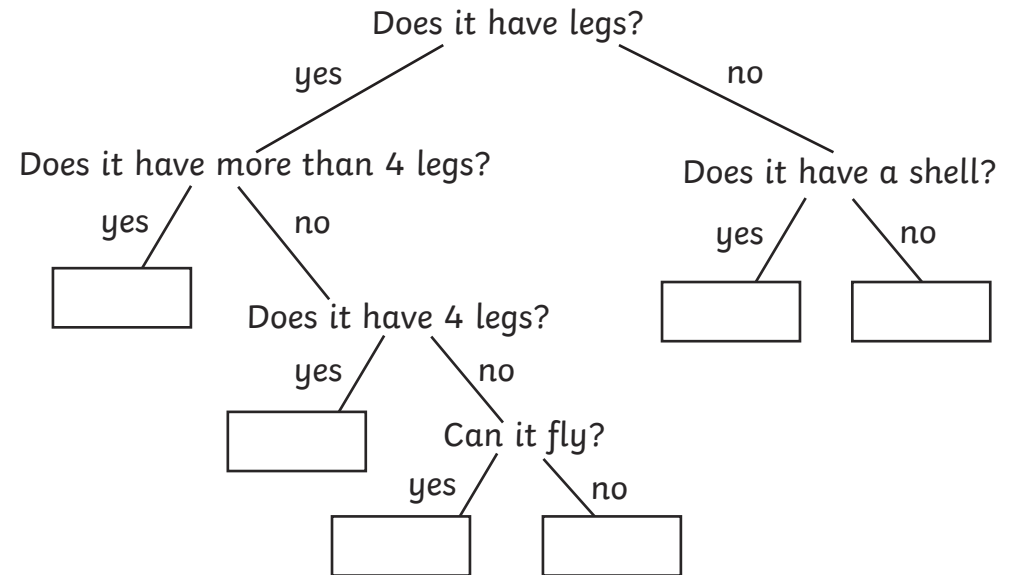 Does it have legs?
yes
no
Does it have more than 4 legs?
Does it have a shell?
yes
no
yes
no
Does it have 4 legs?
yes
no
Can it fly?
yes
no